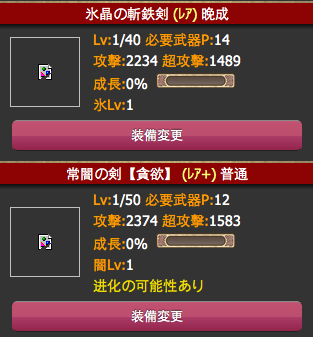 氷晶の斬鉄剣 (ﾚｱ) 晩成
Lv:1/40 必要武器P:14
攻撃:2234 超攻撃:1489
成長:0%
氷Lv:1
装備変更
常闇の剣【貪欲】 (ﾚｱ+) 普通
Lv:1/50 必要武器P:12
攻撃:2374 超攻撃:1583
成長:0%
闇Lv:1
進化の可能性あり
装備変更